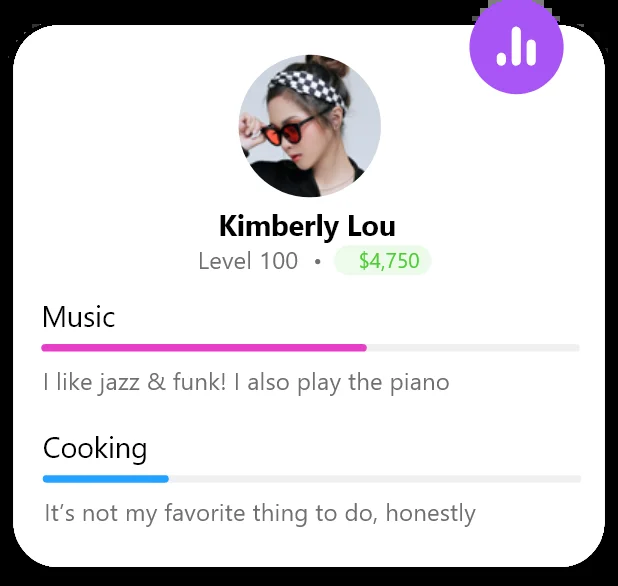 Kimberly Lou
Level 100 • $4,750
Music
I like jazz & funk! I also play the piano
Cooking
It’s not my favorite thing to do, honestly